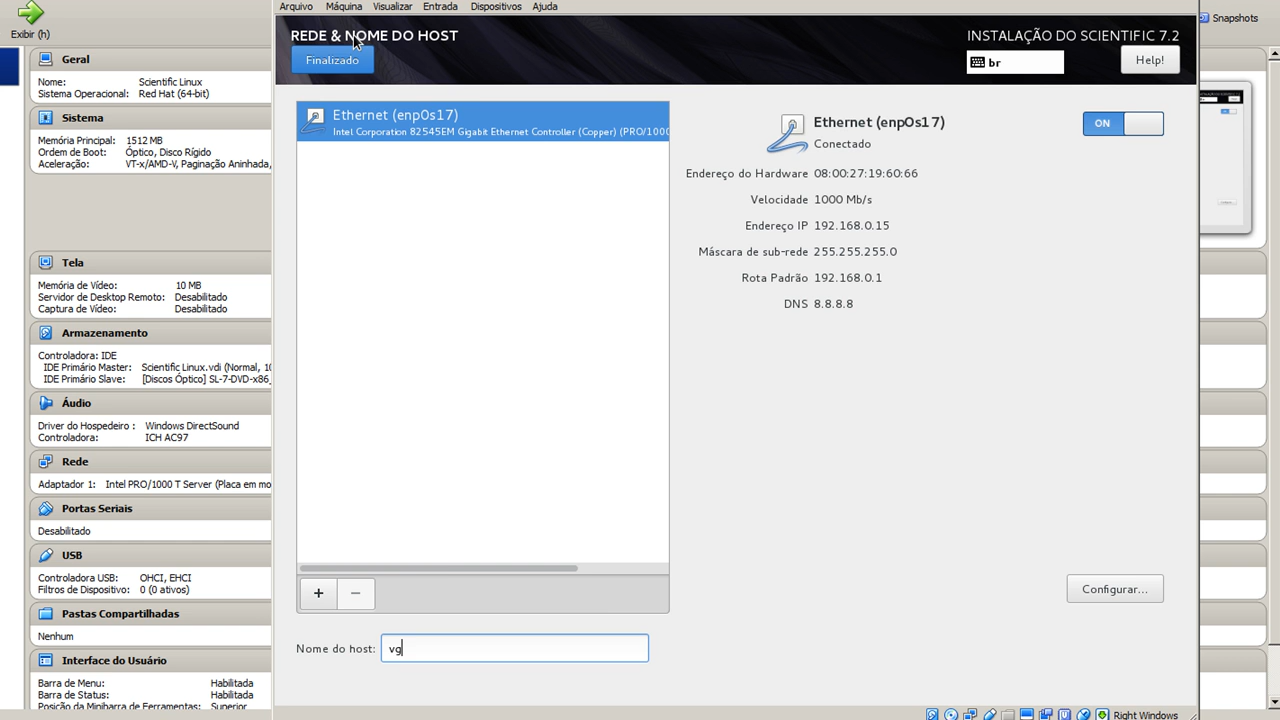 Arquivo Máquina Visualizar Entrada Dispositivos Ajuda
Exibir (h)
Snapshots
REDE & NOME DO HOST
Finalizado
INSTALAÇÃO DO SCIENTIFIC 7.2
br
Help!
Geral
Nome: Scientific Linux
Sistema Operacional: Red Hat (64-bit)
Sistema
Memória Principal: 1512 MB
Ordem de Boot: Óptico, Disco Rígido
Aceleração: VT-x/AMD-V, Paginação Aninhada,
Tela
Memória de Vídeo: 10 MB
Servidor de Desktop Remoto: Desabilitado
Captura de Vídeo: Desabilitado
Armazenamento
Controladora: IDE
IDE Primário Master: Scientific Linux.vdi (Normal, 10
IDE Primário Slave: [Discos Óptico] SL-7-DVD-x86_
Áudio
Driver do Hospedeiro : Windows DirectSound
Controladora: ICH AC97
Rede
Adaptador 1: Intel PRO/1000 T Server (Placa em mo
Portas Seriais
Desabilitado
USB
Controladora USB: OHCI, EHCI
Filtros de Dispositivo: 0 (0 ativos)
Pastas Compartilhadas
Nenhum
Interface do Usuário
Barra de Menu: Habilitada
Barra de Status: Habilitada
Posição da Minibarra de Ferramentas: Superior
Ethernet (enp0s17)
Intel Corporation 82545EM Gigabit Ethernet Controller (Copper) (PRO/1000
Ethernet (enp0s17)
Conectado
ON
Endereço do Hardware 08:00:27:19:60:66
Velocidade 1000 Mb/s
Endereço IP 192.168.0.15
Máscara de sub-rede 255.255.255.0
Rota Padrão 192.168.0.1
DNS 8.8.8.8
+ −
Configurar...
Nome do host: vg
Right Windows